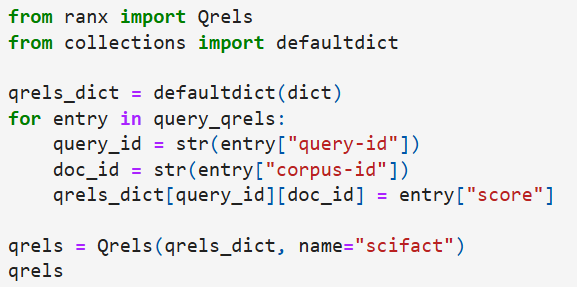 from ranx import Qrels
from collections import defaultdict

qrels_dict = defaultdict(dict)
for entry in query_qrels:
    query_id = str(entry["query-id"])
    doc_id = str(entry["corpus-id"])
    qrels_dict[query_id][doc_id] = entry["score"]

qrels = Qrels(qrels_dict, name="scifact")
qrels